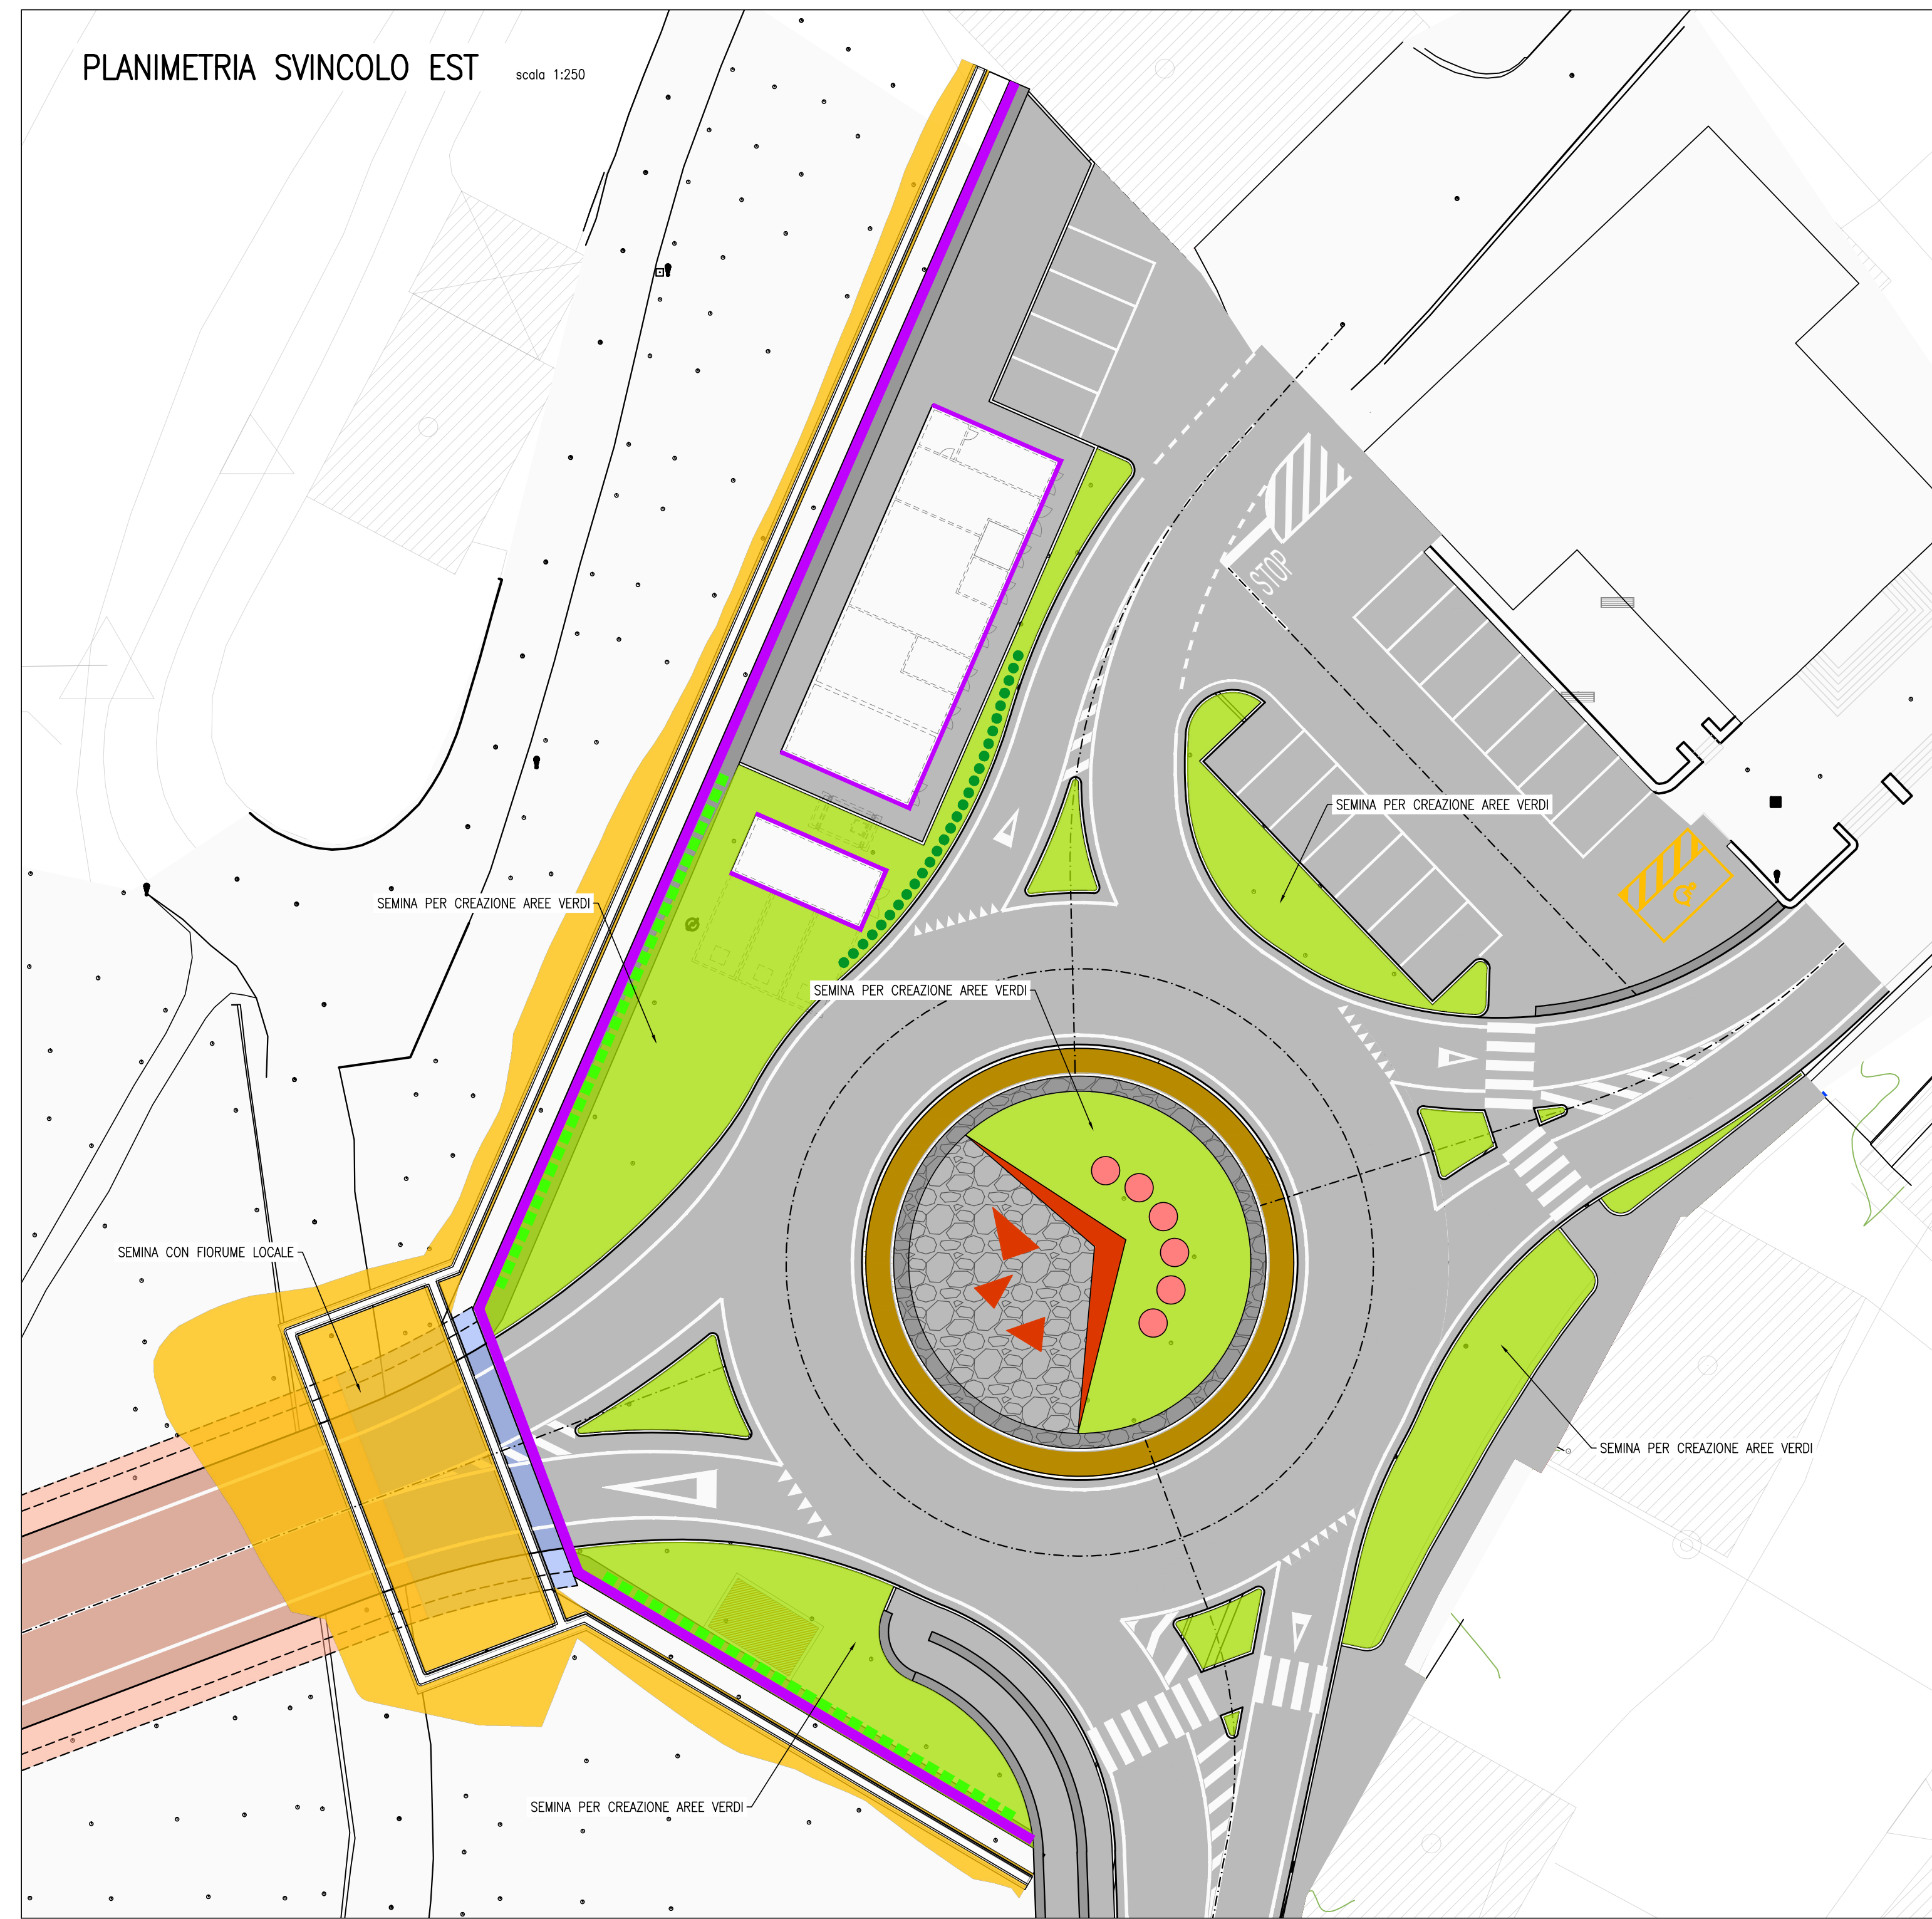 PLANIMETRIA SVINCOLO EST scala 1:250
STOP
SEMINA PER CREAZIONE AREE VERDI
SEMINA PER CREAZIONE AREE VERDI
SEMINA PER CREAZIONE AREE VERDI
SEMINA CON FIORUME LOCALE
SEMINA PER CREAZIONE AREE VERDI
SEMINA PER CREAZIONE AREE VERDI